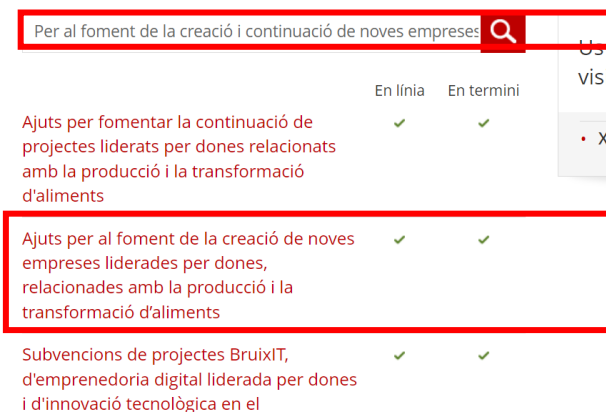 Per al foment de la creació i continuació de noves empreses
Us
vis
En línia En termini
• X
Ajuts per fomentar la continuació de
projectes liderats per dones relacionats
amb la producció i la transformació
d'aliments
Ajuts per al foment de la creació de noves
empreses liderades per dones,
relacionades amb la producció i la
transformació d’aliments
Subvencions de projectes BruixIT,
d'emprenedoria digital liderada per dones
i d'innovació tecnològica en el